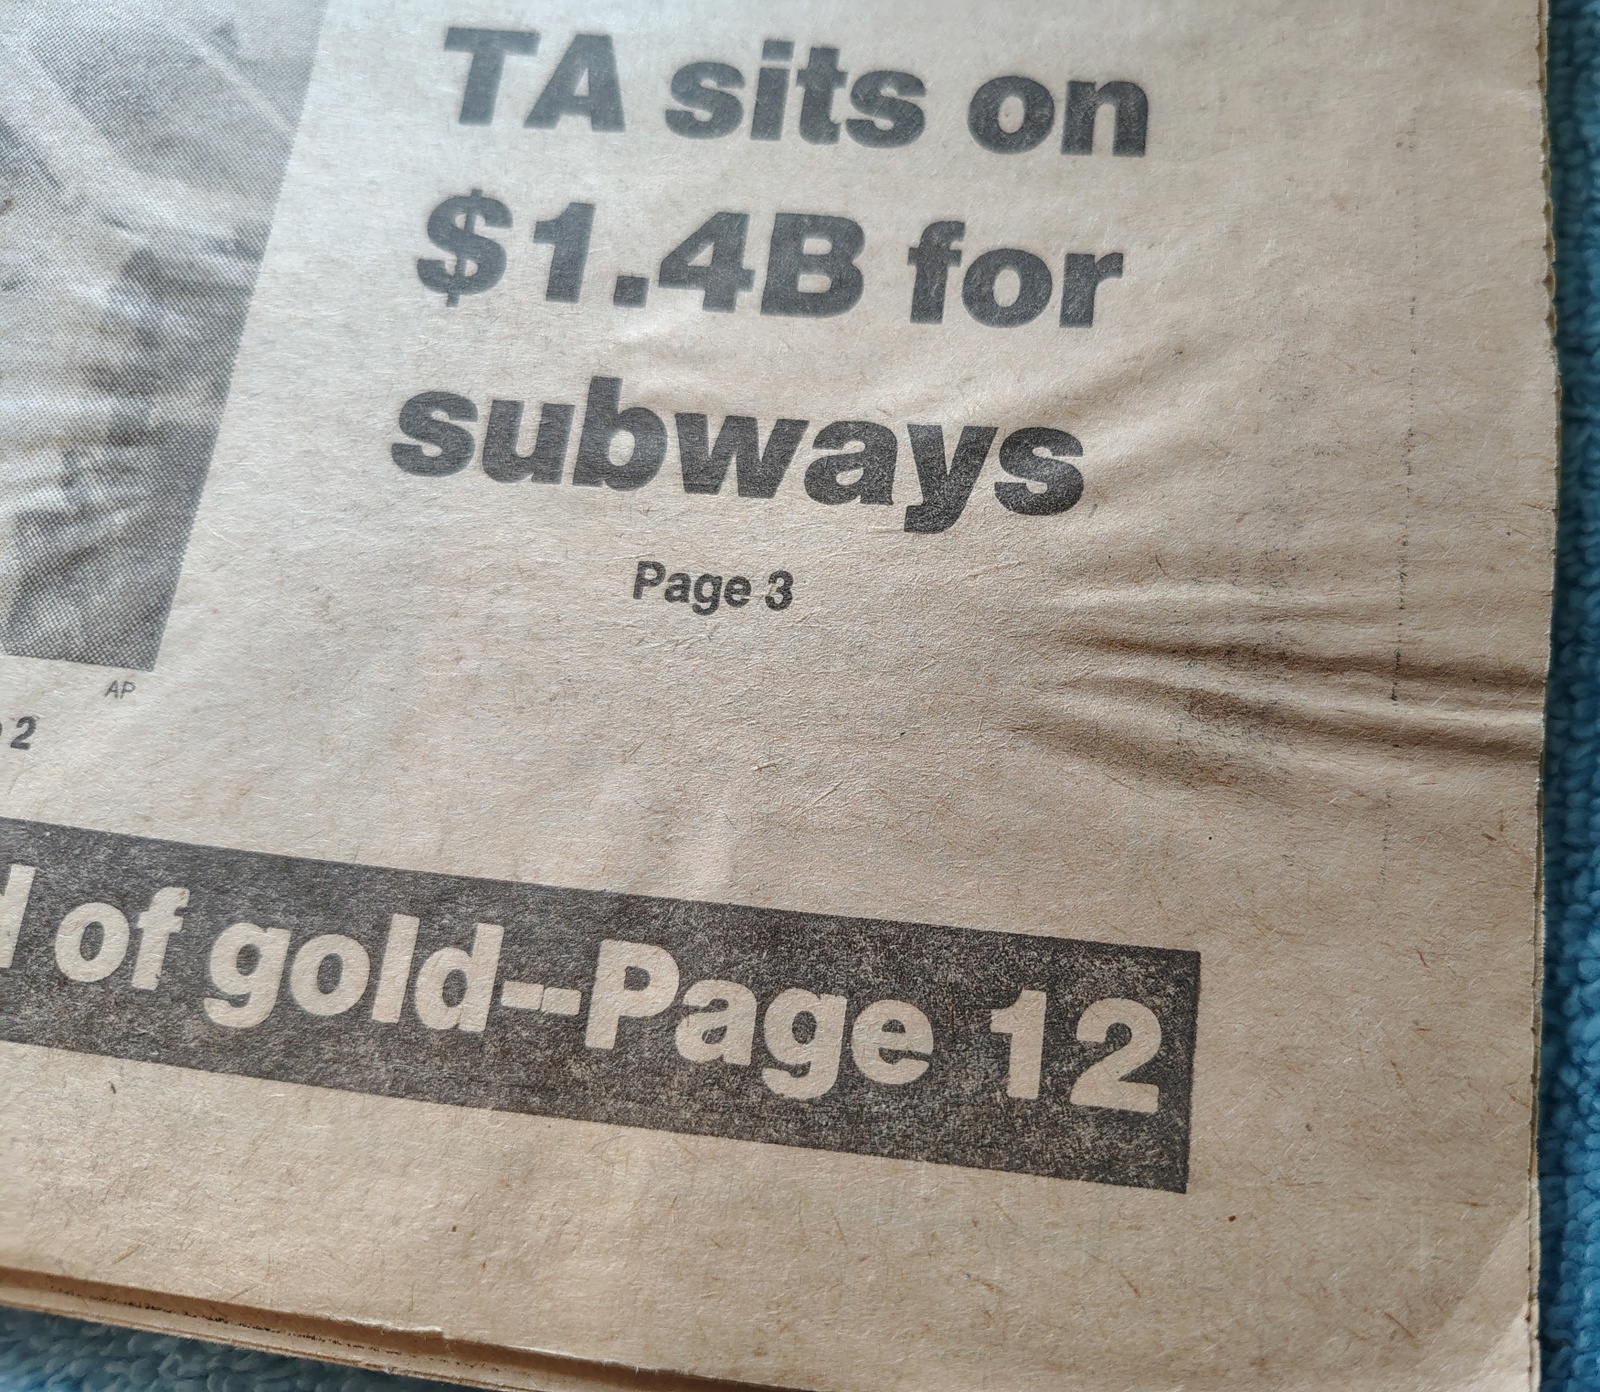 TA sits on
$1.4B for
subways
Page 3
AP
2
of gold--Page 12